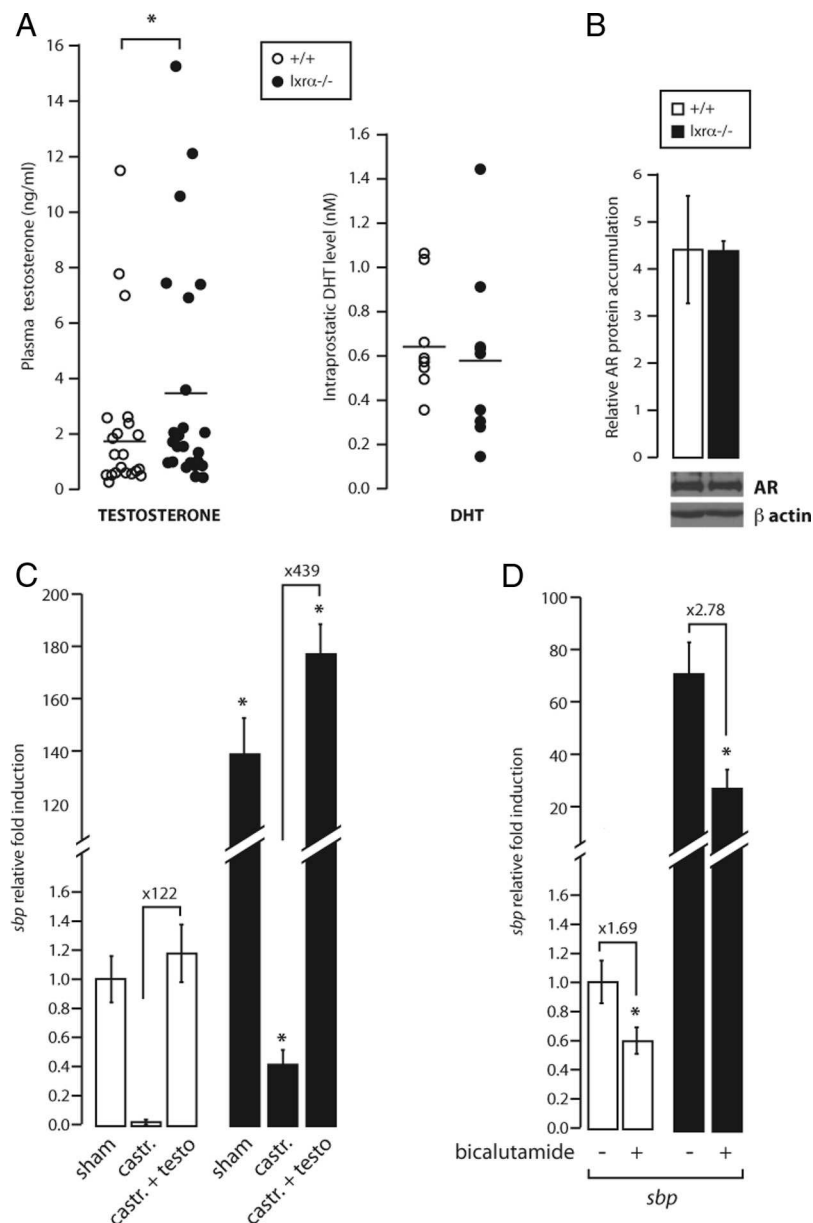 A
*
16
14
12
10
8
6
4
2
0
Plasma testosterone (ng/ml)
TESTOSTERONE
+/+
lxrα-/-
1.6
1.4
1.2
1.0
0.8
0.6
0.4
0.2
0.0
Intraprostatic DHT level (nM)
DHT
B
+/+
lxrα-/-
6
5
4
3
2
1
0
Relative AR protein accumulation
AR
β actin
C
200
180
160
140
120
1.6
1.4
1.2
1.0
0.8
0.6
0.4
0.2
0.0
sbp relative fold induction
x122
x439
*
*
*
sham
castr.
castr. + testo
sham
castr.
castr. + testo
D
100
80
60
40
20
1.6
1.4
1.2
1.0
0.8
0.6
0.4
0.2
0.0
sbp relative fold induction
x1.69
*
x2.78
*
bicalutamide - + - +
sbp